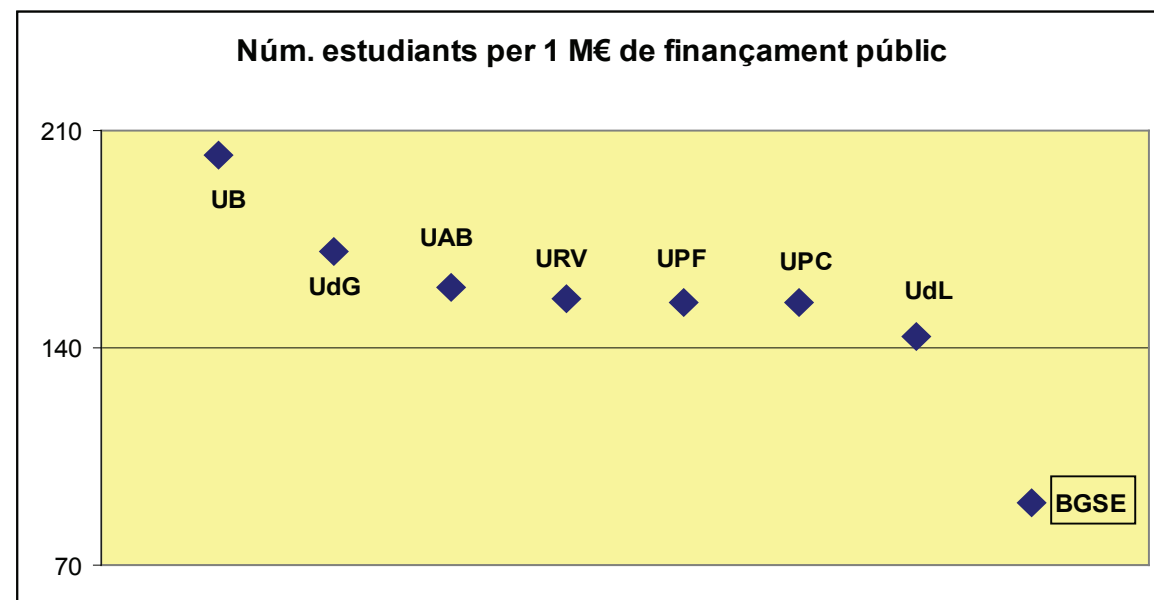 Núm. estudiants per 1 M€ de finançament públic
210
UB
UdG
UAB
URV
UPF
UPC
UdL
140
BGSE
70